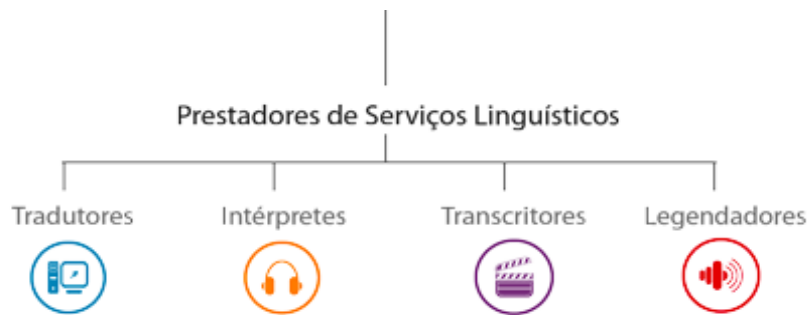 Prestadores de Serviços Linguísticos
Tradutores
Intérpretes
Transcritores
Legendadores